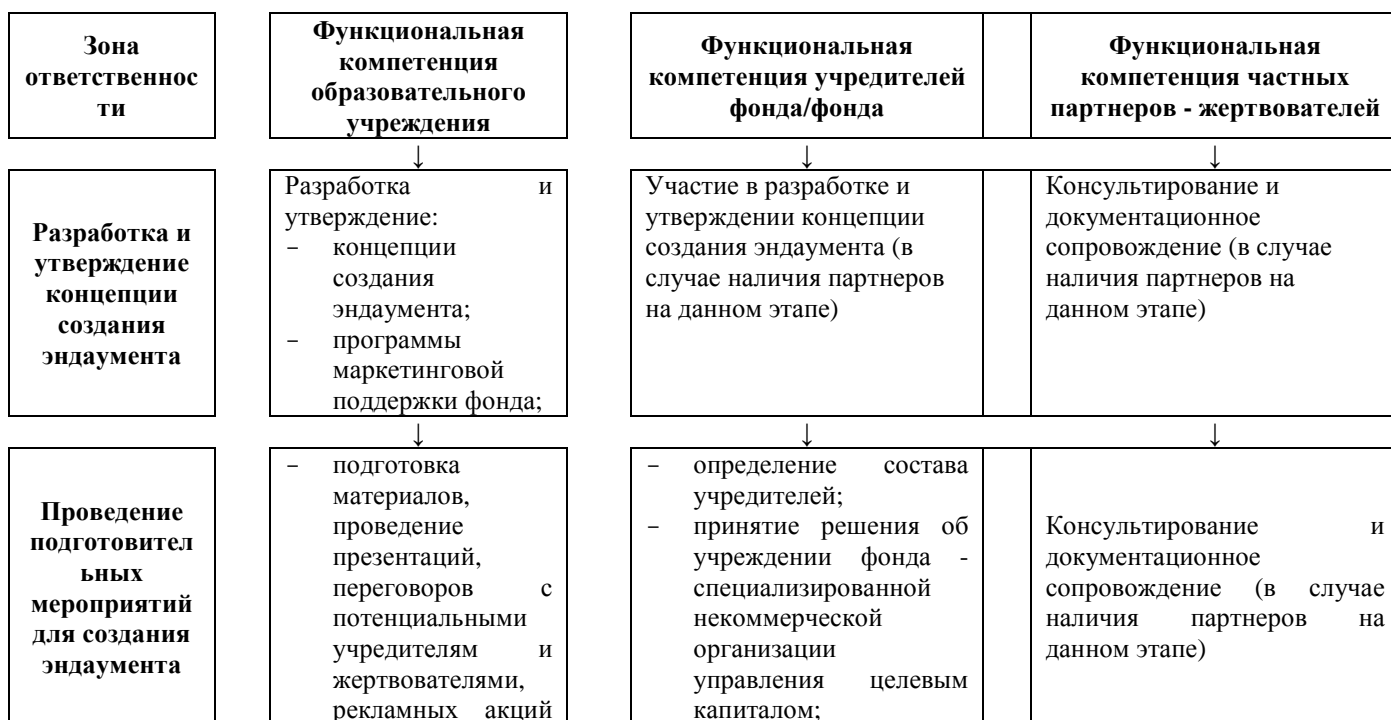 Зона
ответственнос
ти
Функциональная
компетенция
образовательного
учреждения
Функциональная
компетенция учредителей
фонда/фонда
Функциональная
компетенция частных
партнеров - жертвователей
↓
↓
↓
Разработка и
утверждение
концепции
создания
эндаумента
Разработка и
утверждение:
− концепции
создания
эндаумента;
− программы
маркетинговой
поддержки фонда;
Участие в разработке и
утверждении концепции
создания эндаумента (в
случае наличия партнеров
на данном этапе)
Консультирование и
документационное
сопровождение (в случае
наличия партнеров на
данном этапе)
↓
↓
↓
Проведение
подготовител
ьных
мероприятий
для создания
эндаумента
− подготовка
материалов,
проведение
презентаций,
переговоров с
потенциальными
учредителям и
жертвователями,
рекламных акций
− определение состава
учредителей;
− принятие решения об
учреждении фонда -
специализированной
некоммерческой
организации
управления целевым
капиталом;
Консультирование и
документационное
сопровождение (в случае
наличия партнеров на
данном этапе)